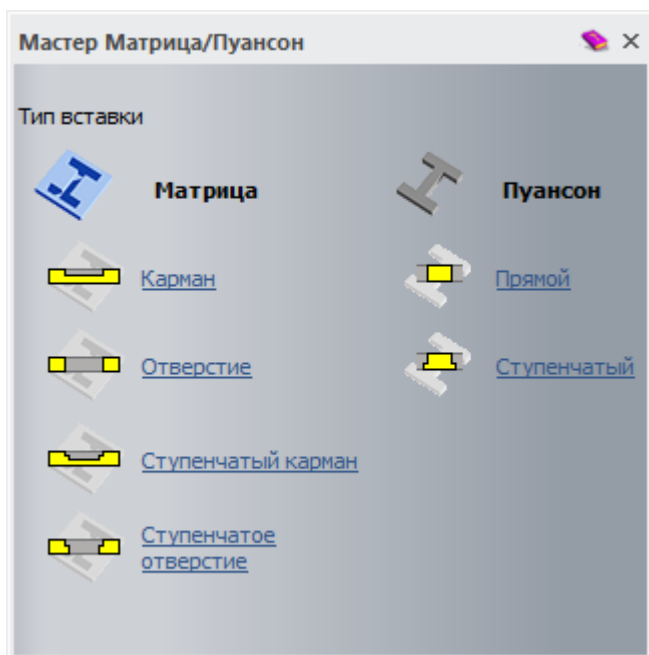 Мастер Матрица/Пуансон
Тип вставки
Матрица
Пуансон
Карман
Прямой
Отверстие
Ступенчатый
Ступенчатый карман
Ступенчатое
отверстие